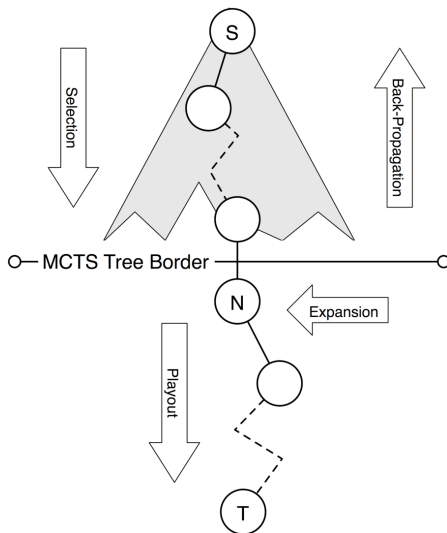 S
Selection
Back-Propagation
MCTS Tree Border
N
Expansion
Playout
T